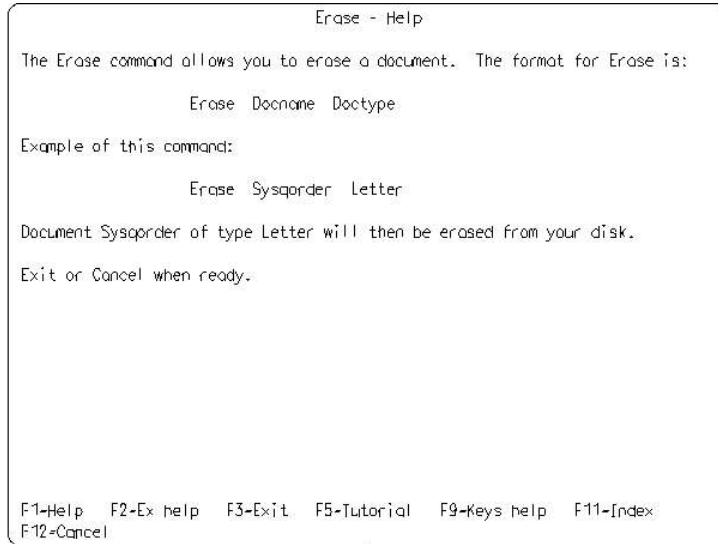 Erase - Help
The Erase command allows you to erase a document. The format for Erase is:
Erase Docname Doctype
Example of this command:
Erase Sysqorder Letter
Document Sysqorder of type Letter will then be erased from your disk.
Exit or Cancel when ready.
F1=Help F2=Ex help F3=Exit F5=Tutorial F9=Keys help F11=Index
F12=Cancel